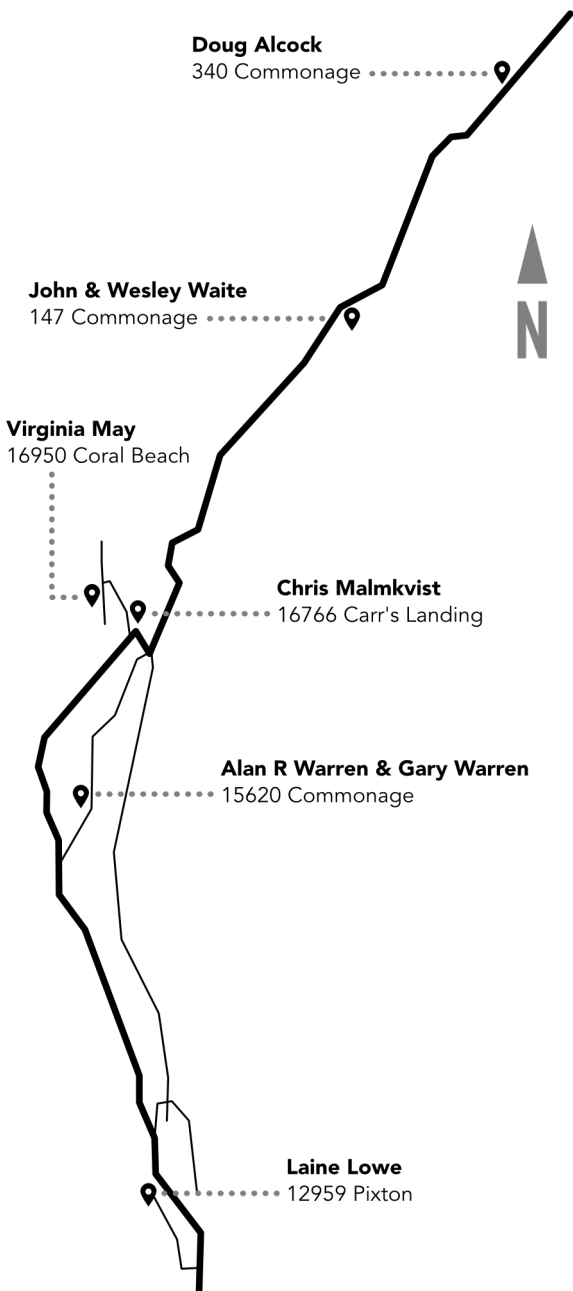 Doug Alcock
340 Commonage
N
John & Wesley Waite
147 Commonage
Virginia May
16950 Coral Beach
Chris Malmkvist
16766 Carr's Landing
Alan R Warren & Gary Warren
15620 Commonage
Laine Lowe
12959 Pixton